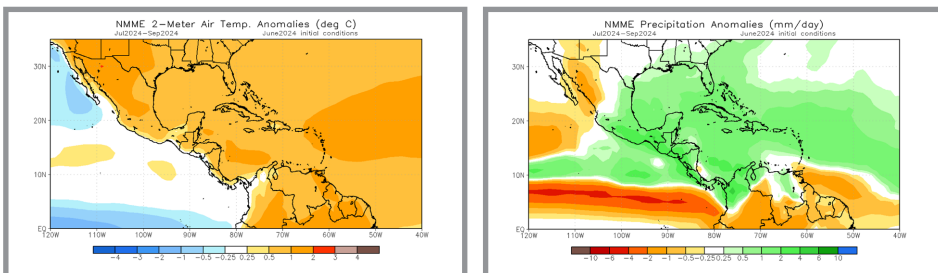 NMME 2-Meter Air Temp. Anomalies (deg C)
Jul2024-Sep2024 June2024 initial conditions
30N
20N
10N
EQ
120W 110W 100W 90W 80W 70W 60W 50W 40W
-4 -3 -2 -1 -0.5 -0.25 0.25 0.5 1 2 3 4
NMME Precipitation Anomalies (mm/day)
Jul2024-Sep2024 June2024 initial conditions
30N
20N
10N
EQ
120W 110W 100W 90W 80W 70W 60W 50W 40W
-10 -6 -4 -2 -1 -0.5-0.25 0.25 0.5 1 2 4 6 10